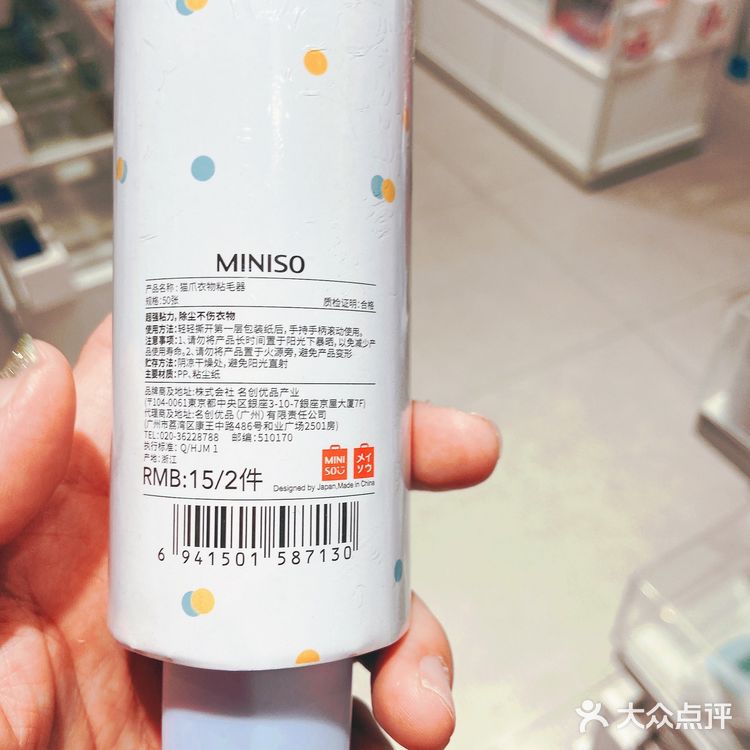 MINISO
产品名称:猫爪衣物粘毛器
规格:50张 质检证明:合格
超强粘力,除尘不伤衣物
使用方法:轻轻撕开第一层包装纸后,手持手柄滚动使用。
注意事项:1、请勿将产品长时间置于阳光下暴晒,以免减少产
品使用寿命。2、请勿将产品置于火源旁,避免产品变形
贮存方法:阴凉干燥处,避免阳光直射
主要材质:PP、粘尘纸
品牌商及地址:株式会社 名创优品产业
(〒104-0061東京都中央区銀座3-10-7銀座京屋大厦7F)
代理商及地址:名创优品(广州)有限责任公司
(广州市荔湾区康王中路486号和业广场2501房)
TEL:020-36228788 邮编:510170
执行标准: Q/HJM 1
产地:浙江
RMB:15/2件
MINI
SO
メイ
ソウ
Designed by Japan,Made in China
6 941501 587130
大众点评